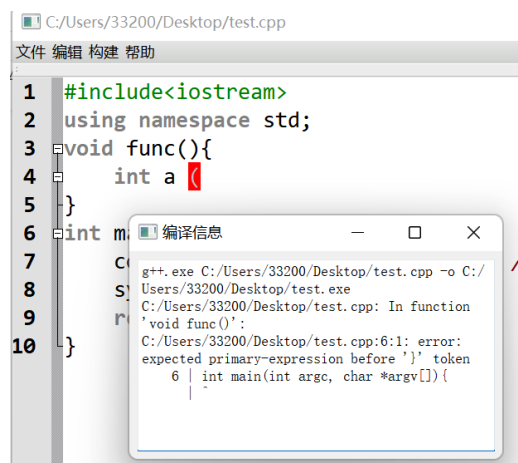 C:/Users/33200/Desktop/test.cpp
文件 编辑 构建 帮助
1 #include<iostream>
2 using namespace std;
3 void func(){
4 int a (
5 }
6 int
7
8
9
10 }
编译信息
g++.exe C:/Users/33200/Desktop/test.cpp -o C:/
Users/33200/Desktop/test.exe
C:/Users/33200/Desktop/test.cpp: In function
'void func()':
C:/Users/33200/Desktop/test.cpp:6:1: error:
expected primary-expression before '}' token
6 | int main(int argc, char *argv[]){
| ^